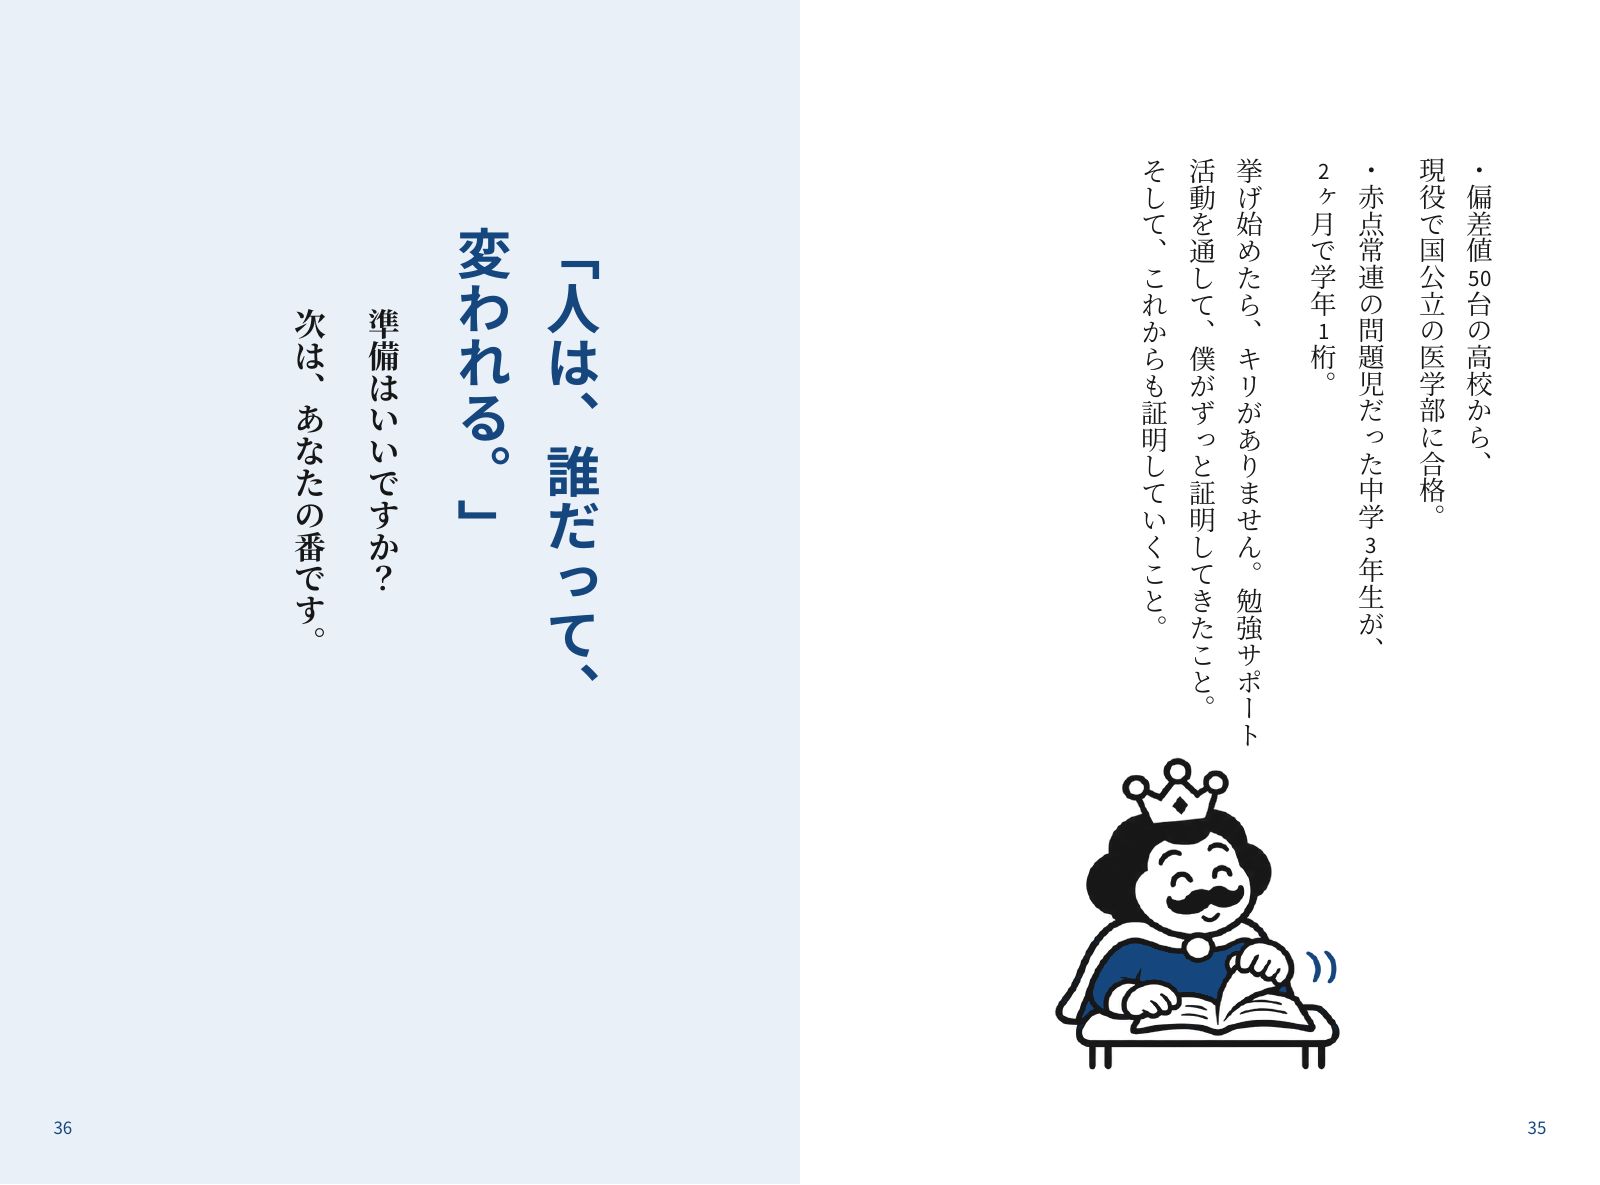 ・偏差値50台の高校から、
現役で国公立の医学部に合格。
・赤点常連の問題児だった中学3年生が、
2ヶ月で学年1桁。
挙げ始めたら、キリがありません。勉強サポート
活動を通して、僕がずっと証明してきたこと。
そして、これからも証明していくこと。
35
「人は、誰だって、
変われる。」
準備はいいですか？
次は、あなたの番です。
36